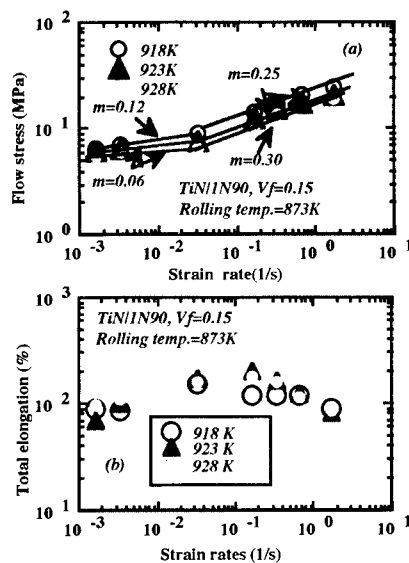 10^2
(a)
918K
923K
928K
m=0.25
m=0.12
10^1
Flow stress (MPa)
m=0.30
m=0.06
TiN/1N90, Vf=0.15
Rolling temp.=873K
10^0
10^-3 10^-2 10^-1 10^0 10^1
Strain rate(1/s)
10^3
TiN/1N90, Vf=0.15
Rolling temp.=873K
Total elongation (%)
10^2
918 K
923 K
928 K
(b)
10^1
10^-3 10^-2 10^-1 10^0 10^1
Strain rates (1/s)